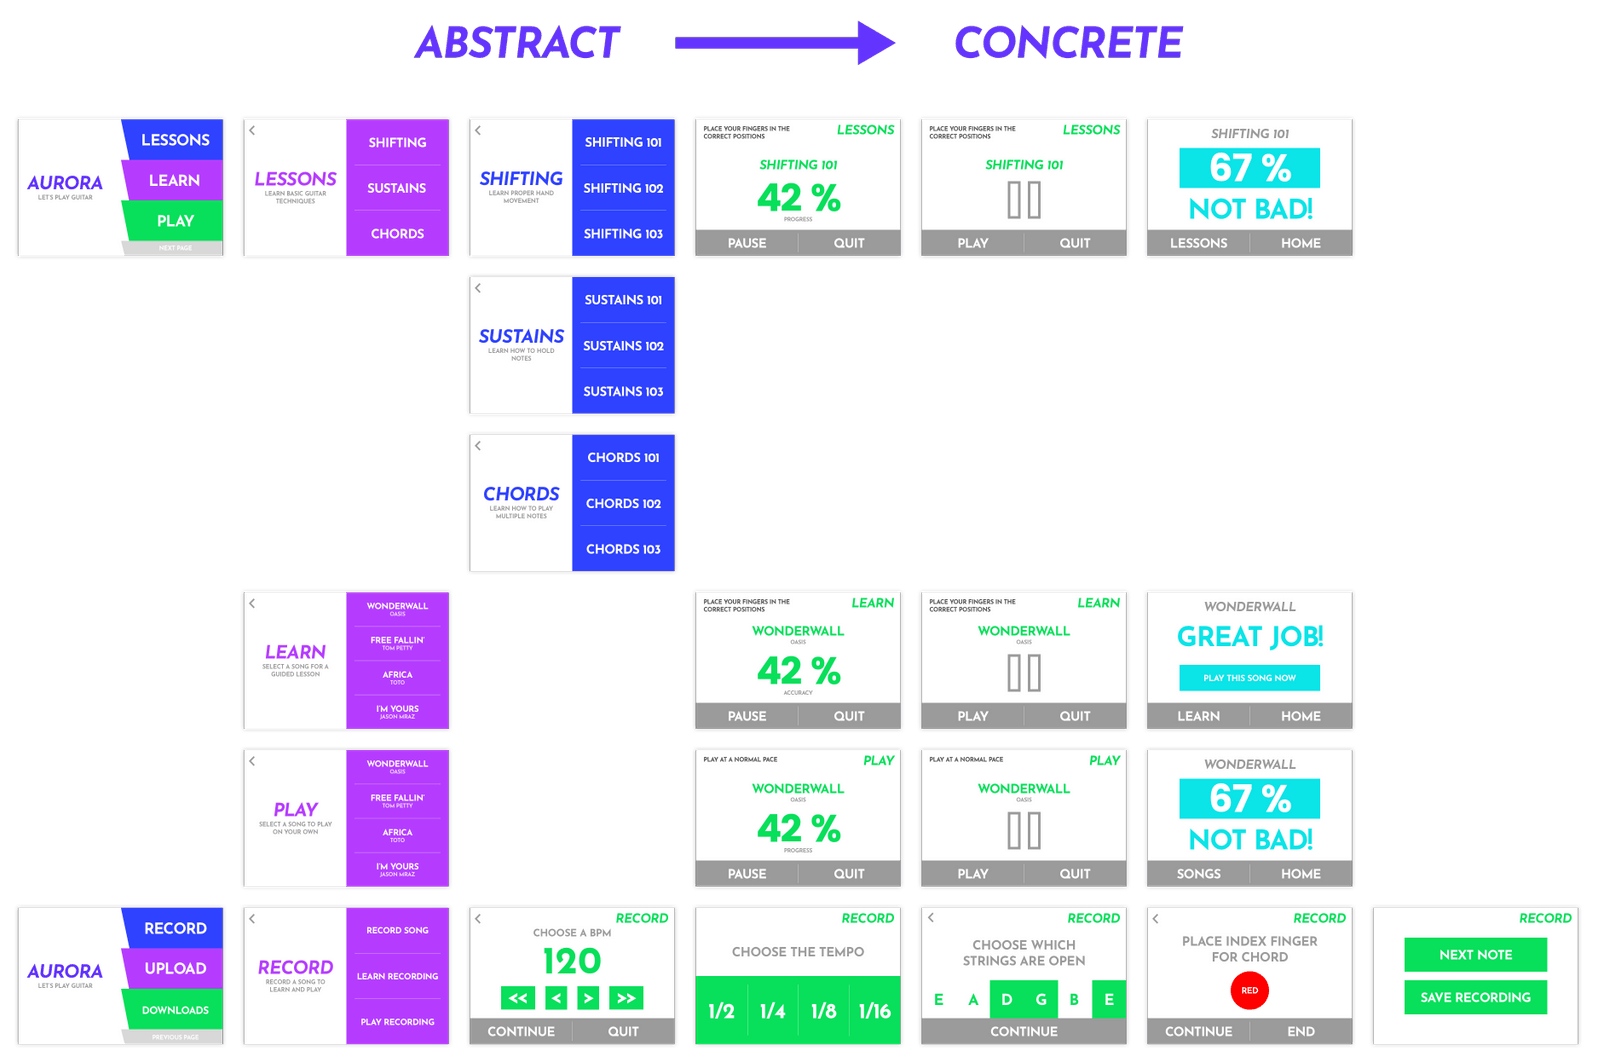 ABSTRACT
CONCRETE
AURORA
LET'S PLAY GUITAR
LESSONS
LEARN
PLAY
NEXT PAGE
LESSONS
LEARN BASIC GUITAR
TECHNIQUES
SHIFTING
SUSTAINS
CHORDS
SHIFTING
LEARN PROPER HAND
MOVEMENT
SHIFTING 101
SHIFTING 102
SHIFTING 103
PLACE YOUR FINGERS IN THE
CORRECT POSITIONS
LESSONS
SHIFTING 101
42 %
PROGRESS
PAUSE
QUIT
PLACE YOUR FINGERS IN THE
CORRECT POSITIONS
LESSONS
SHIFTING 101
PLAY
QUIT
SHIFTING 101
67 %
NOT BAD!
LESSONS
HOME
SUSTAINS
LEARN HOW TO HOLD
NOTES
SUSTAINS 101
SUSTAINS 102
SUSTAINS 103
CHORDS
LEARN HOW TO PLAY
MULTIPLE NOTES
CHORDS 101
CHORDS 102
CHORDS 103
LEARN
SELECT A SONG FOR A
GUIDED LESSON
WONDERWALL
OASIS
FREE FALLIN'
TOM PETTY
AFRICA
TOTO
I'M YOURS
JASON MRAZ
PLACE YOUR FINGERS IN THE
CORRECT POSITIONS
LEARN
WONDERWALL
OASIS
42 %
ACCURACY
PAUSE
QUIT
PLACE YOUR FINGERS IN THE
CORRECT POSITIONS
LEARN
WONDERWALL
OASIS
PLAY
QUIT
WONDERWALL
GREAT JOB!
PLAY THIS SONG NOW
LEARN
HOME
PLAY
SELECT A SONG TO PLAY
ON YOUR OWN
WONDERWALL
OASIS
FREE FALLIN'
TOM PETTY
AFRICA
TOTO
I'M YOURS
JASON MRAZ
PLAY AT A NORMAL PACE
PLAY
WONDERWALL
OASIS
42 %
PROGRESS
PAUSE
QUIT
PLAY AT A NORMAL PACE
PLAY
WONDERWALL
OASIS
PLAY
QUIT
WONDERWALL
67 %
NOT BAD!
SONGS
HOME
AURORA
LET'S PLAY GUITAR
RECORD
UPLOAD
DOWNLOADS
PREVIOUS PAGE
RECORD
RECORD A SONG TO
LEARN AND PLAY
RECORD SONG
LEARN RECORDING
PLAY RECORDING
RECORD
CHOOSE A BPM
120
<< < > >>
CONTINUE
QUIT
RECORD
CHOOSE THE TEMPO
1/2 1/4 1/8 1/16
RECORD
CHOOSE WHICH
STRINGS ARE OPEN
E A D G B E
CONTINUE
RECORD
PLACE INDEX FINGER
FOR CHORD
RED
CONTINUE
END
RECORD
NEXT NOTE
SAVE RECORDING